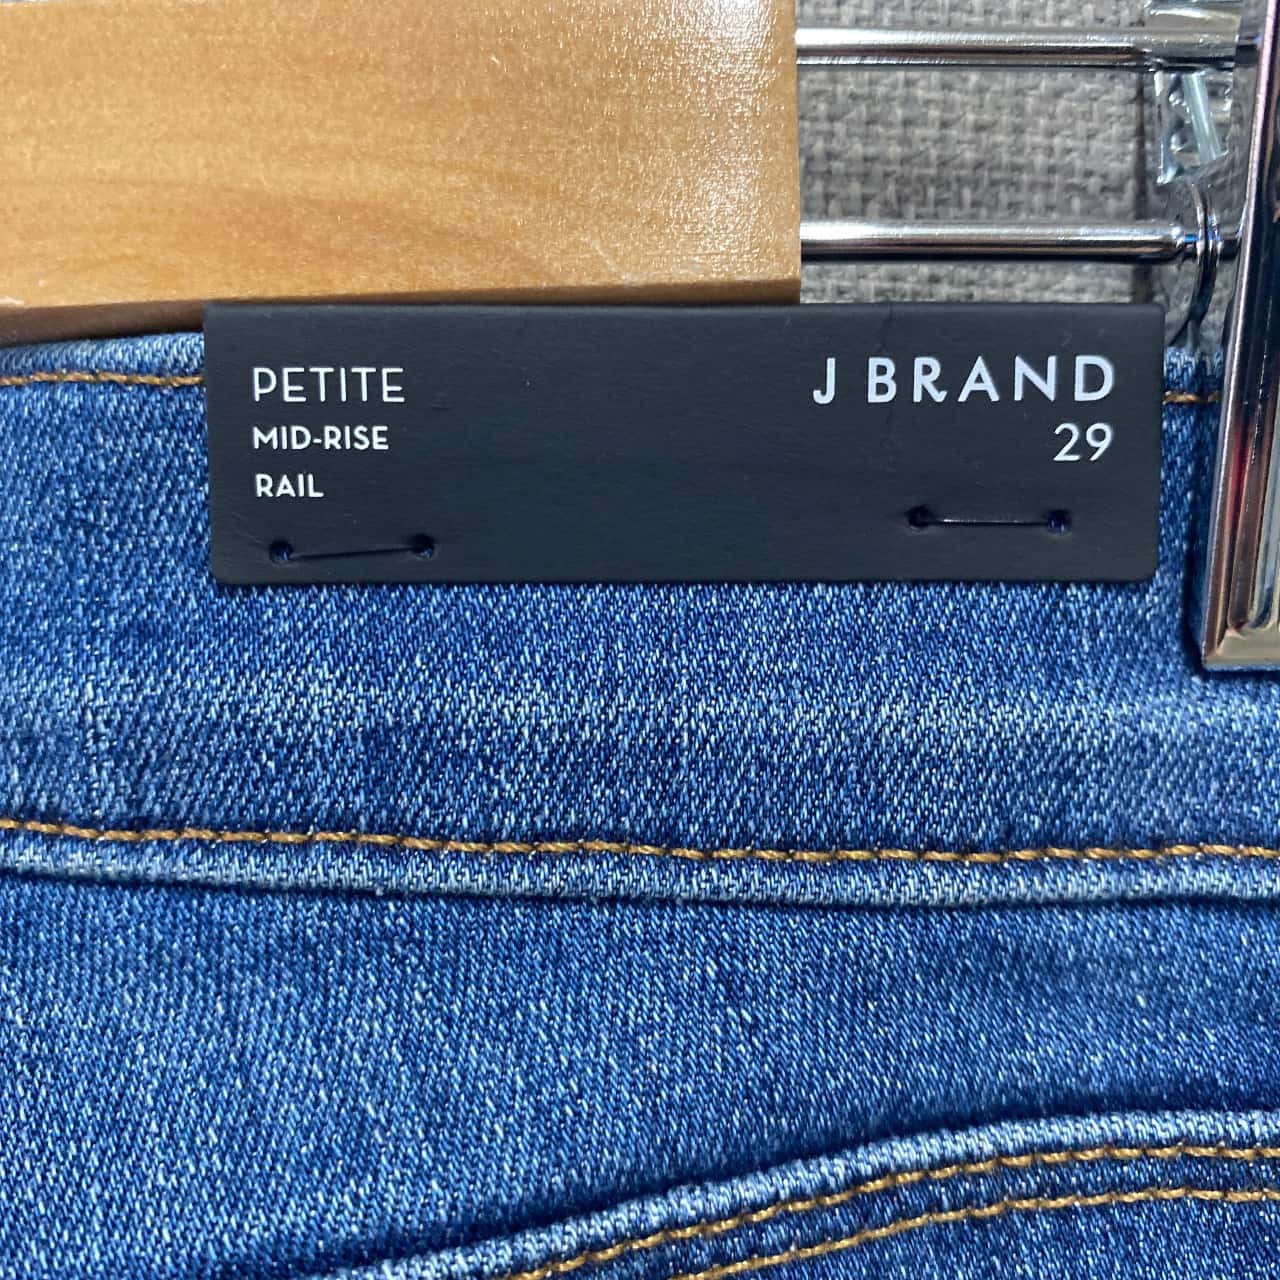 PETITE
MID-RISE
RAIL
J BRAND
29